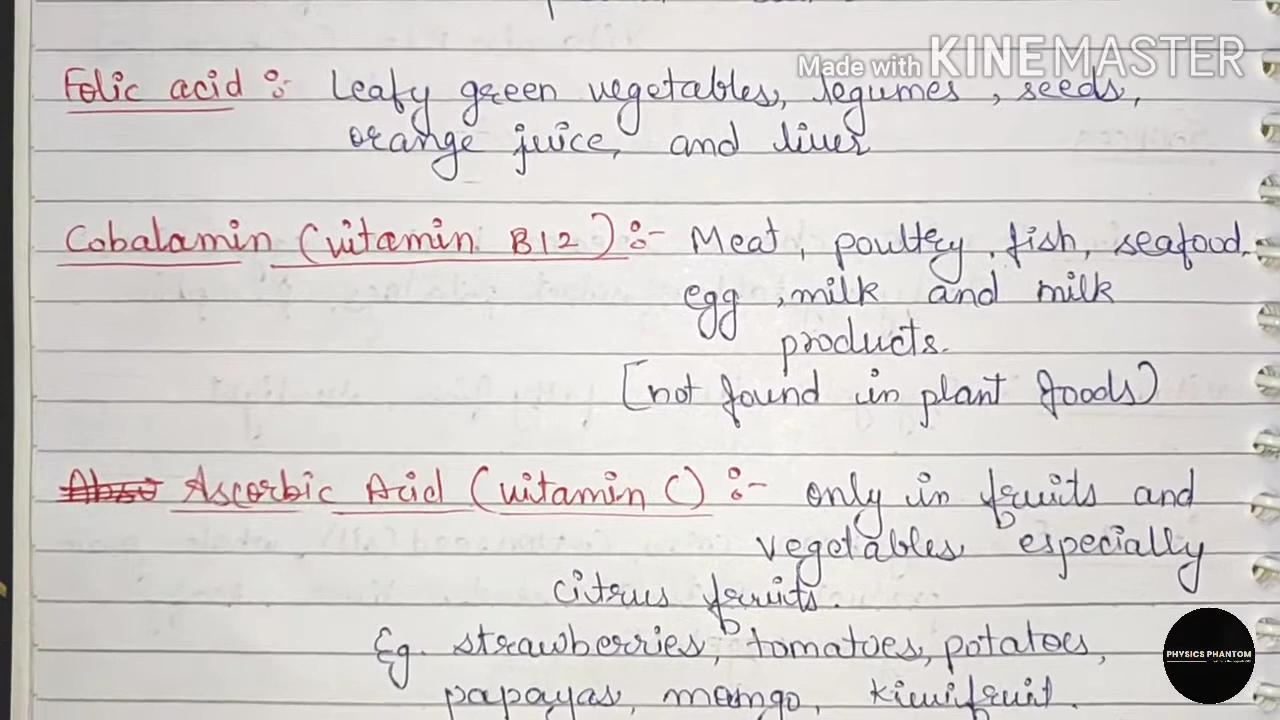 Made with KINEMASTER
Folic acid :- Leafy green vegetables, legumes, seeds,
orange juice, and liver
Cobalamin (vitamin B12) :- Meat, poultry, fish, seafood.
egg, milk and milk
products.
[not found in plant foods)
Ascorbic Acid (vitamin C) :- only in fruits and
vegetables especially
citrus fruits.
Eg. strawberries, tomatoes, potatoes,
papayas, mango, kiwifruit.
PHYSICS PHANTOM